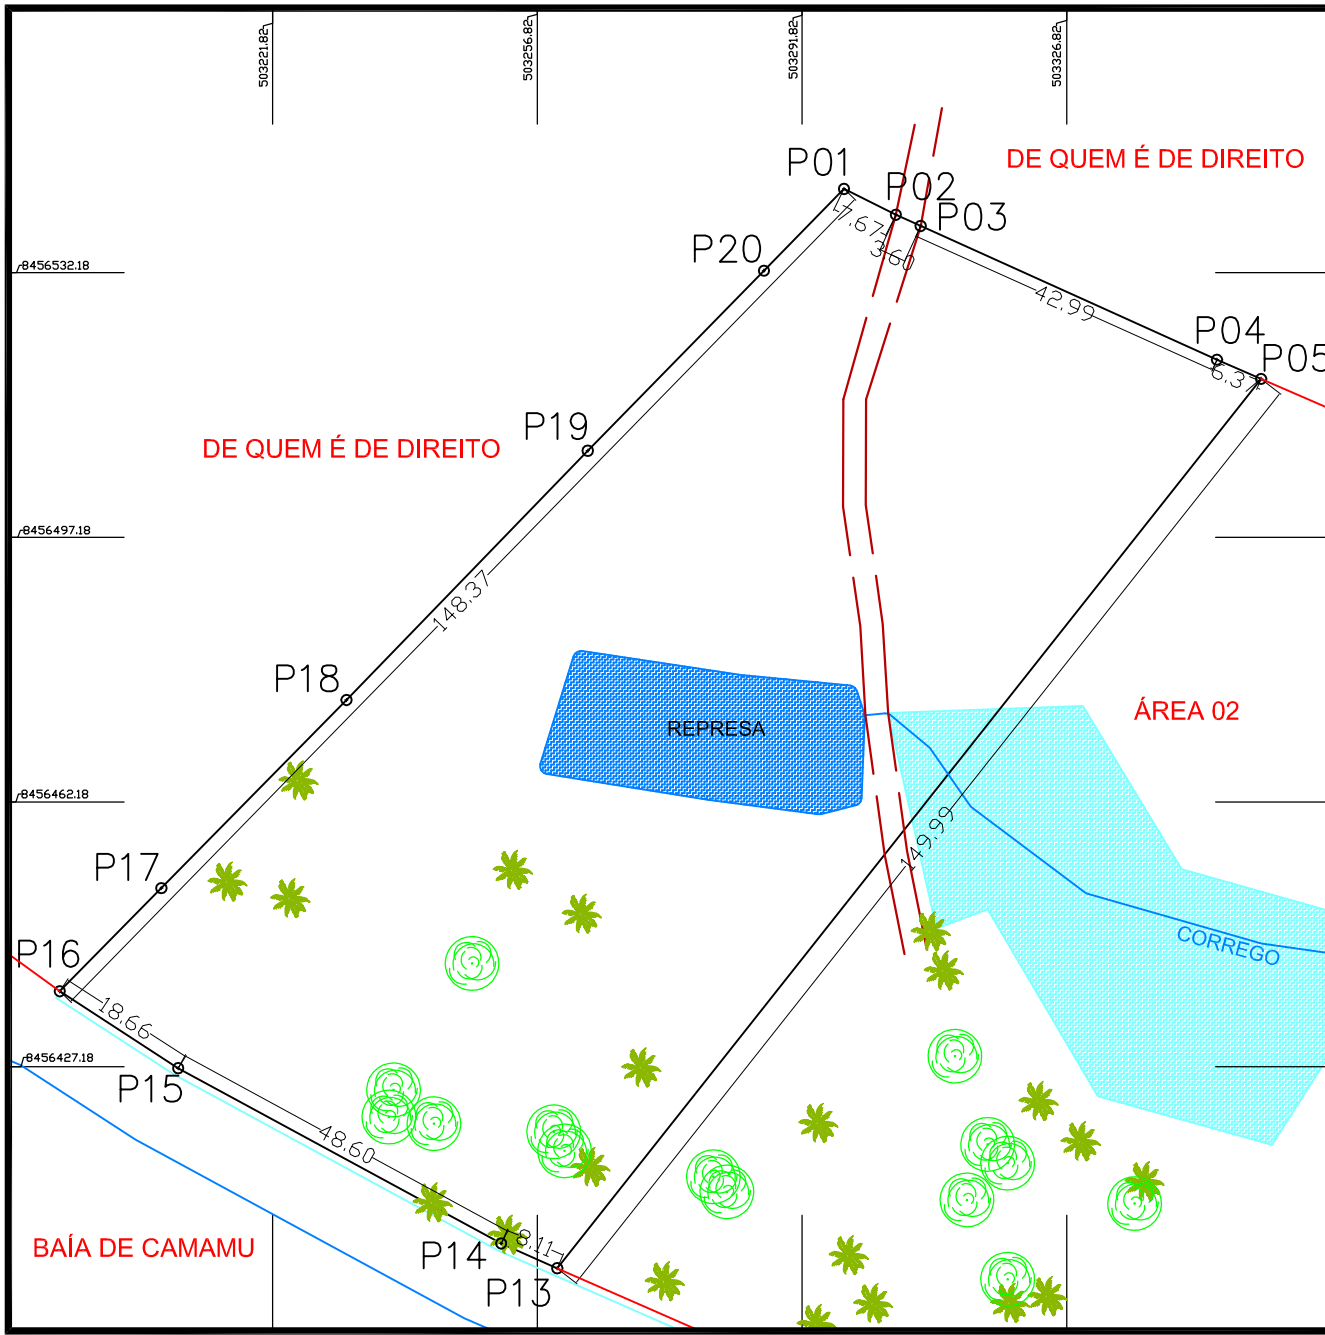 503221.82
503256.82
503291.82
503326.82
DE QUEM É DE DIREITO
P01
P02
P03
7.67
3.60
P20
8456532.18
42.99
P04
P05
6.37
P19
DE QUEM É DE DIREITO
8456497.18
148.37
P18
REPRESA
ÁREA 02
8456462.18
149.99
P17
P16
CORREGO
18.66
8456427.18
P15
48.60
BAÍA DE CAMAMU
P14
8.11
P13